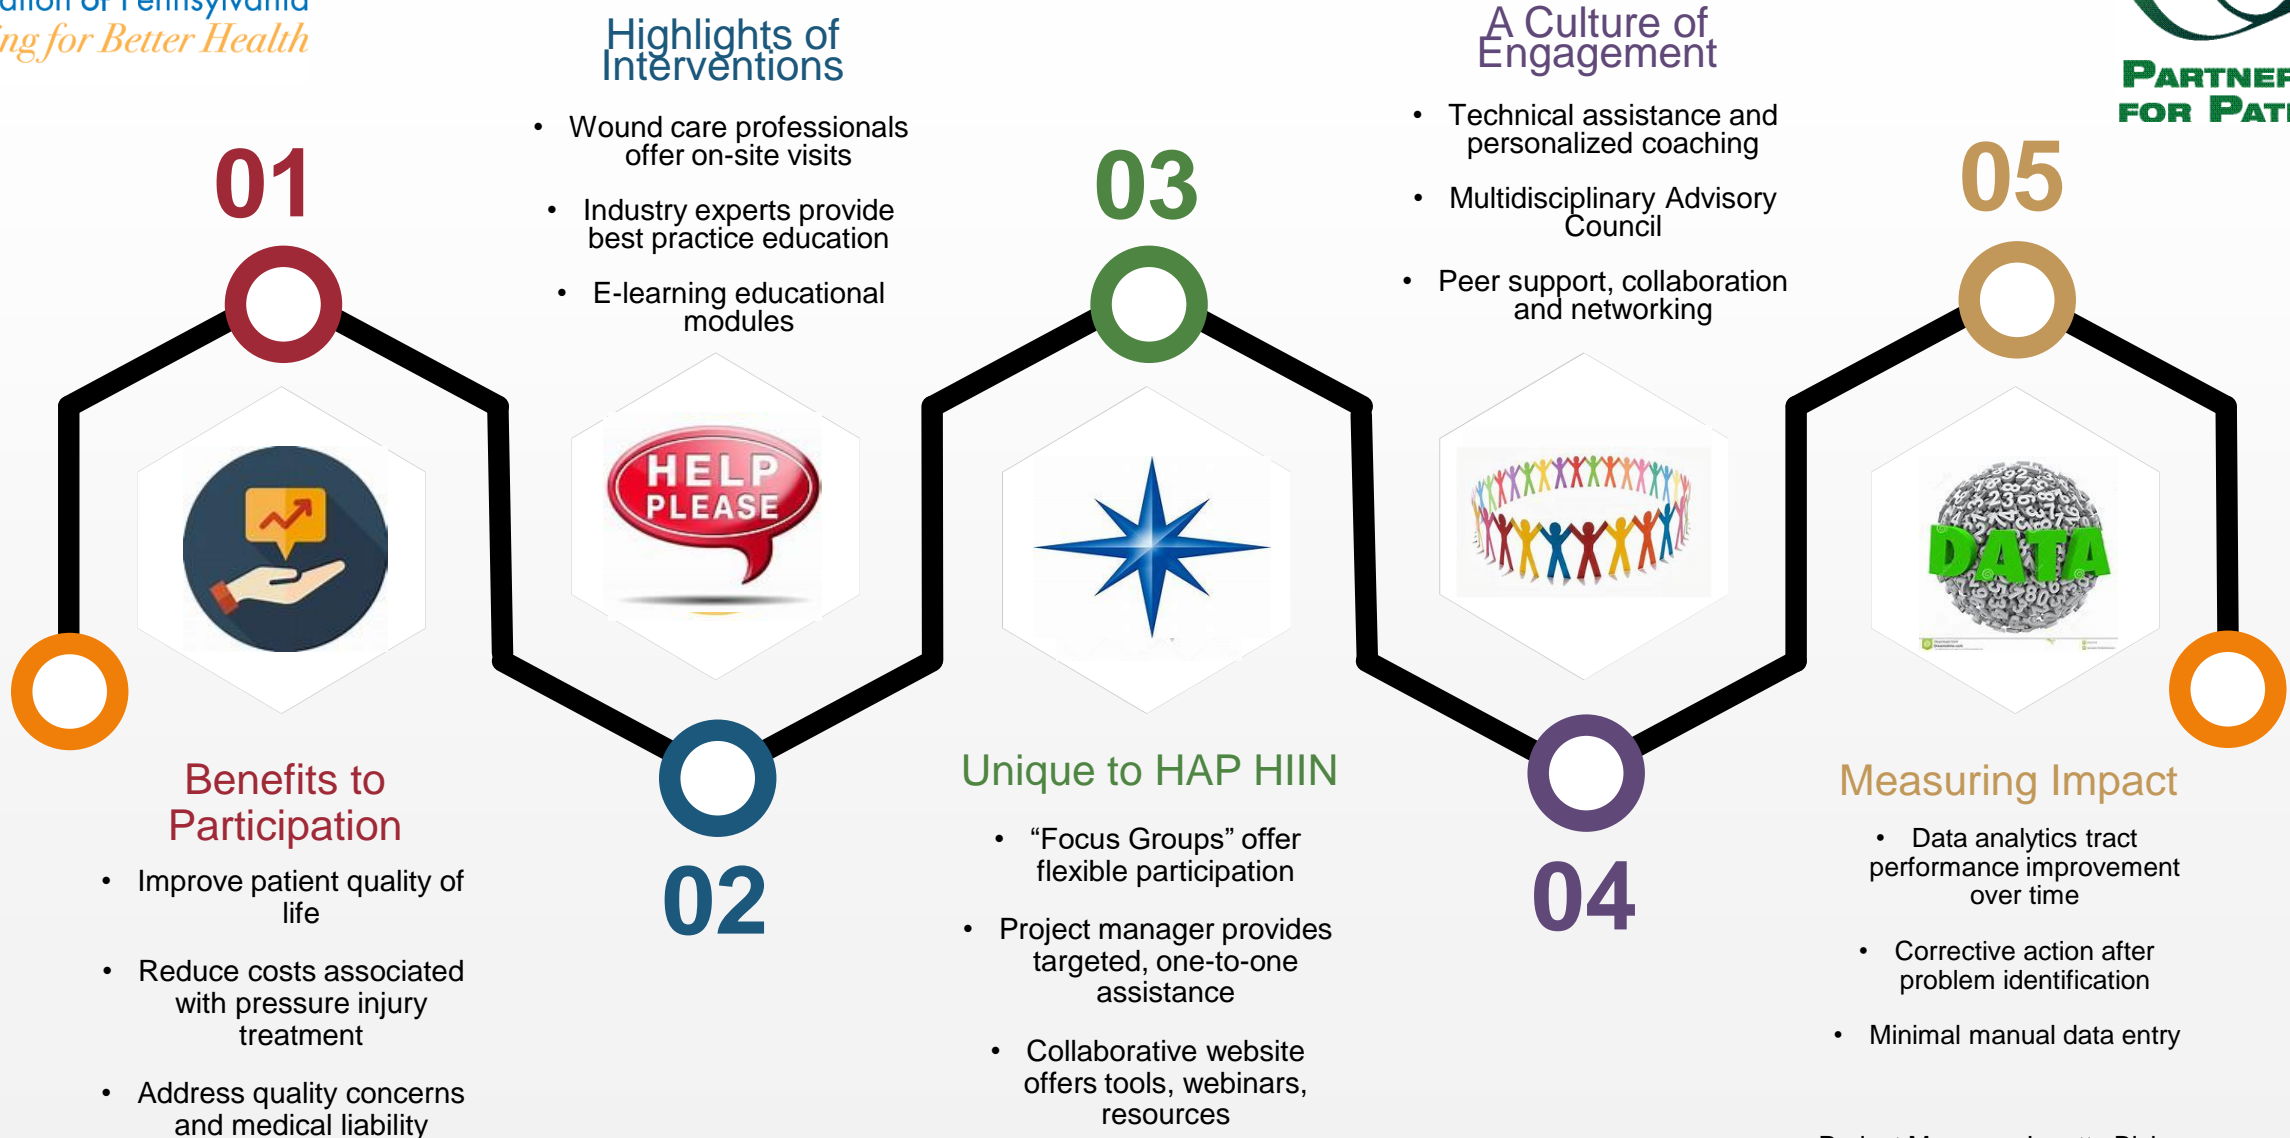 of Pennsylvania
for Better Health
PARTNER
FOR
01
Benefits to
Participation
• Improve patient quality of
life
• Reduce costs associated
with pressure injury
treatment
• Address quality concerns
and medical liability
Highlights of
Interventions
• Wound care professionals
offer on-site visits
• Industry experts provide
best practice education
• E-learning educational
modules
HELP
PLEASE
02
03
Unique to HAP HIIN
• “Focus Groups” offer
flexible participation
• Project manager provides
targeted, one-to-one
assistance
• Collaborative website
offers tools, webinars,
resources
A Culture of
Engagement
• Technical assistance and
personalized coaching
• Multidisciplinary Advisory
Council
• Peer support, collaboration
and networking
04
05
DATA
Measuring Impact
• Data analytics tract
performance improvement
over time
• Corrective action after
problem identification
• Minimal manual data entry